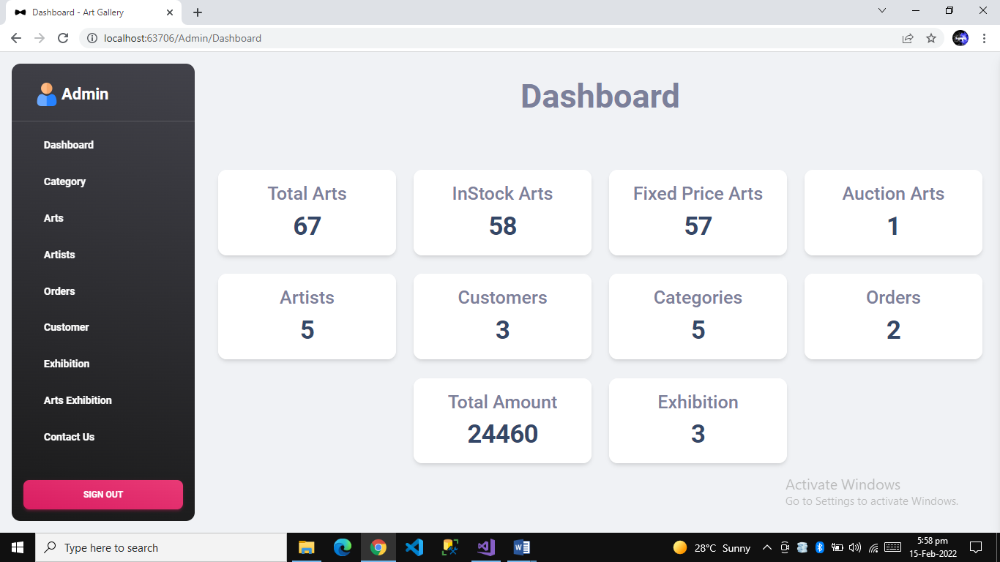 Dashboard - Art Gallery
localhost:63706/Admin/Dashboard
Admin
Dashboard
Category
Arts
Artists
Orders
Customer
Exhibition
Arts Exhibition
Contact Us
SIGN OUT
Dashboard
Total Arts
67
InStock Arts
58
Fixed Price Arts
57
Auction Arts
1
Artists
5
Customers
3
Categories
5
Orders
2
Total Amount
24460
Exhibition
3
Activate Windows
Go to Settings to activate Windows.
Type here to search
28°C Sunny
5:58 pm
15-Feb-2022